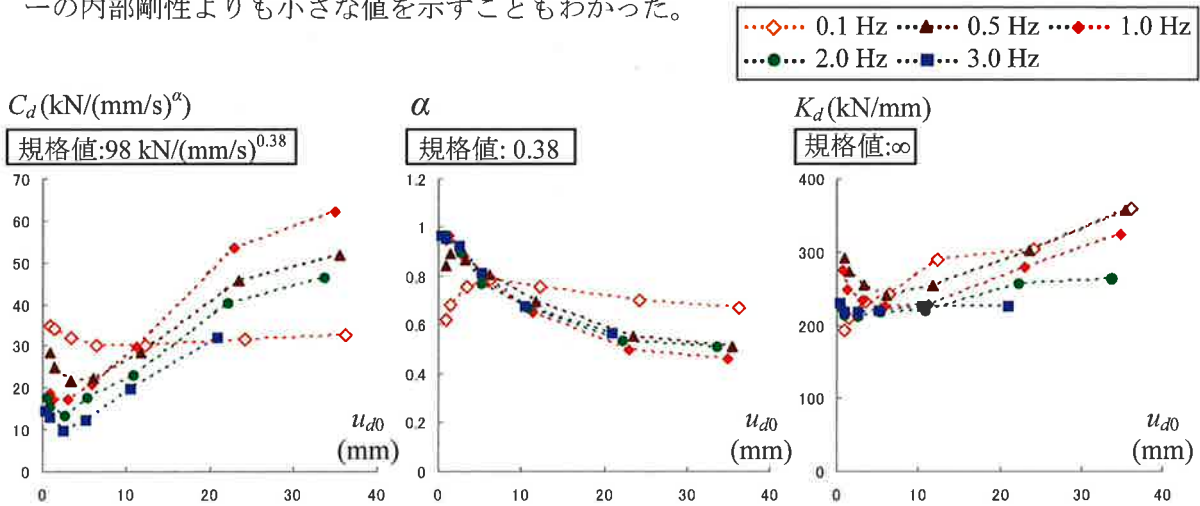 ーの内部剛性よりも小さな値を示すこともわかった。
0.1 Hz 0.5 Hz 1.0 Hz
2.0 Hz 3.0 Hz
C_d (kN/(mm/s)^α)
規格値:98 kN/(mm/s)^0.38
70
60
50
40
30
20
10
0
0 10 20 30 40
u_d0
(mm)
α
規格値: 0.38
1.2
1
0.8
0.6
0.4
0.2
0
0 10 20 30 40
u_d0
(mm)
K_d (kN/mm)
規格値:∞
400
300
200
100
0
0 10 20 30 40
u_d0
(mm)